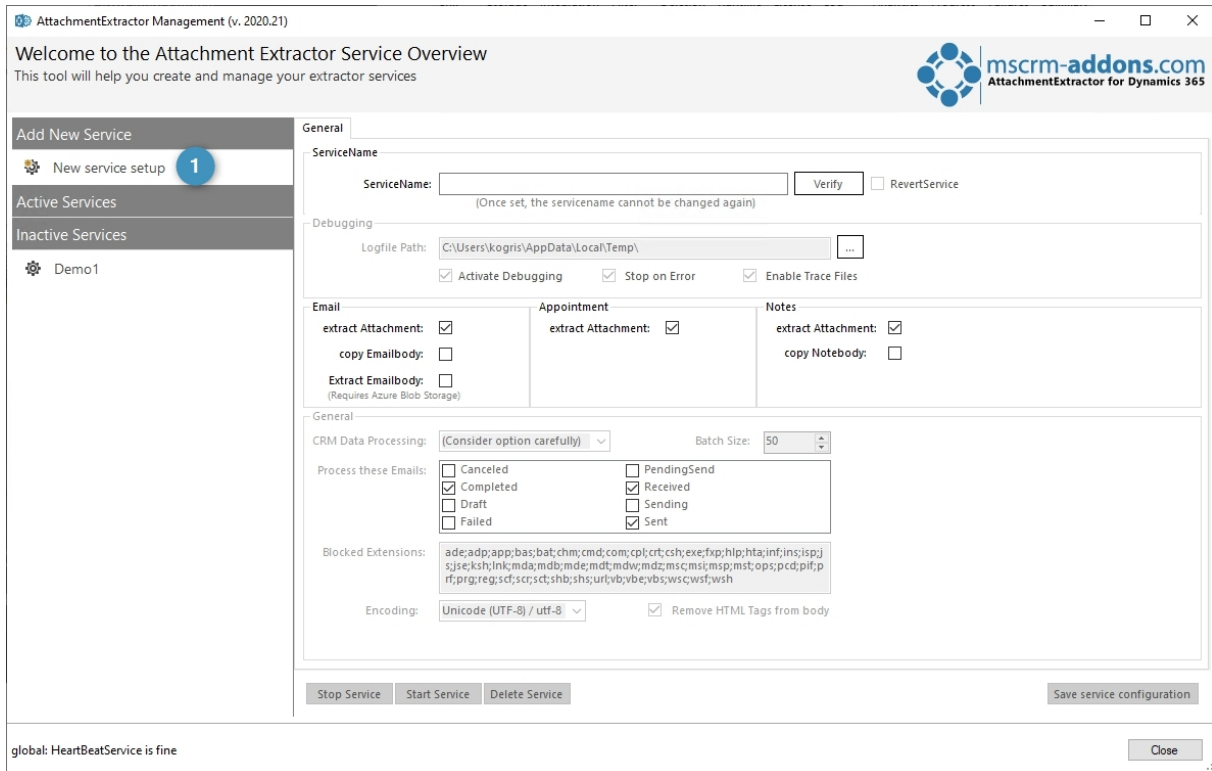 AttachmentExtractor Management (v. 2020.21)
Welcome to the Attachment Extractor Service Overview
This tool will help you create and manage your extractor services
mscrm-addons.com
AttachmentExtractor for Dynamics 365
Add New Service
New service setup
1
Active Services
Inactive Services
Demo1
General
ServiceName
ServiceName:
Verify
RevertService
(Once set, the servicename cannot be changed again)
Debugging
Logfile Path:
C:\Users\kogris\AppData\Local\Temp\
...
Activate Debugging
Stop on Error
Enable Trace Files
Email
extract Attachment:
copy Emailbody:
Extract Emailbody:
(Requires Azure Blob Storage)
Appointment
extract Attachment:
Notes
extract Attachment:
copy Notebody:
General
CRM Data Processing:
(Consider option carefully)
Batch Size:
50
Process these Emails:
Canceled
PendingSend
Completed
Received
Draft
Sending
Failed
Sent
Blocked Extensions:
ade;adp;app;bas;bat;chm;cmd;com;cpl;crt;csh;exe;fxp;hlp;hta;inf;ins;isp;j
s;jse;ksh;lnk;mda;mdb;mde;mdt;mdw;mdz;msc;msi;msp;mst;ops;pcd;pif;p
rf;prg;reg;scf;scr;sct;shb;shs;url;vb;vbe;vbs;wsc;wsf;wsh
Encoding:
Unicode (UTF-8) / utf-8
Remove HTML Tags from body
Stop Service
Start Service
Delete Service
Save service configuration
global: HeartBeatService is fine
Close